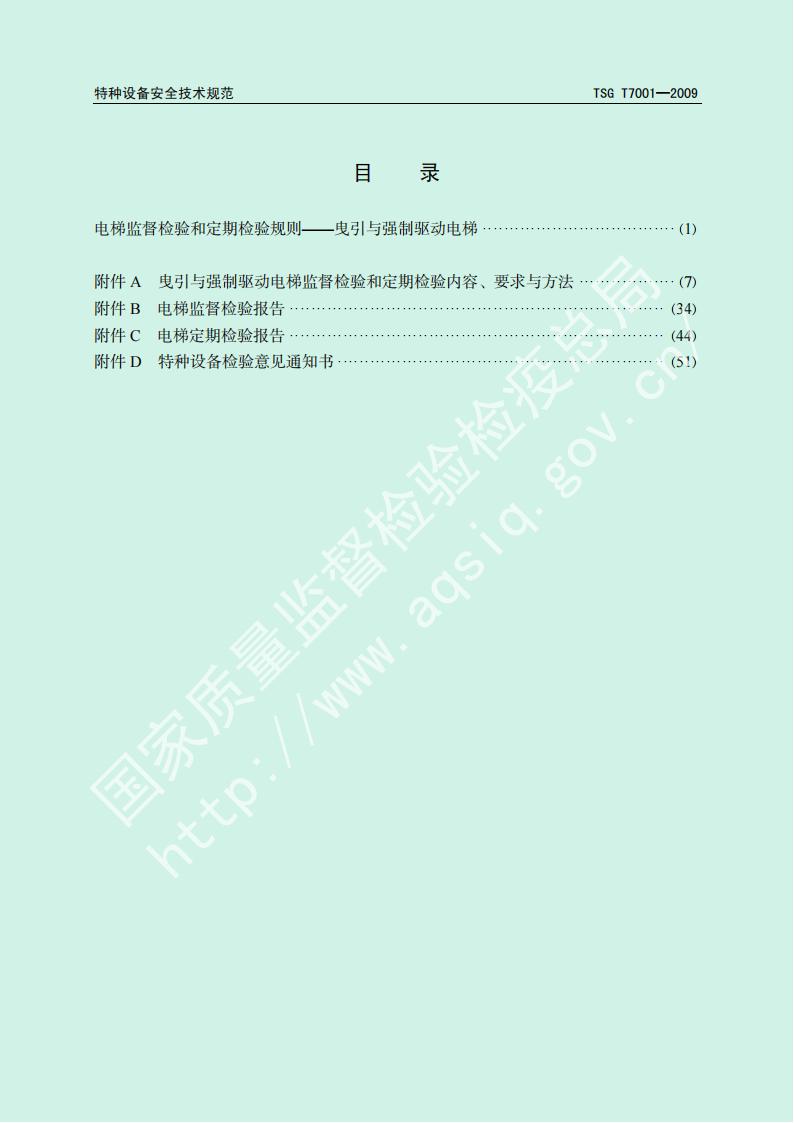 特种设备安全技术规范 TSG T7001—2009
目 录
电梯监督检验和定期检验规则——曳引与强制驱动电梯 ································ (1)
附件 A 曳引与强制驱动电梯监督检验和定期检验内容、要求与方法 ················ (7)
附件 B 电梯监督检验报告 ······························································ (34)
附件 C 电梯定期检验报告 ······························································ (44)
附件 D 特种设备检验意见通知书 ······················································ (51)
国家质量监督检验检疫总局
http://www.aqsiq.gov.cn/